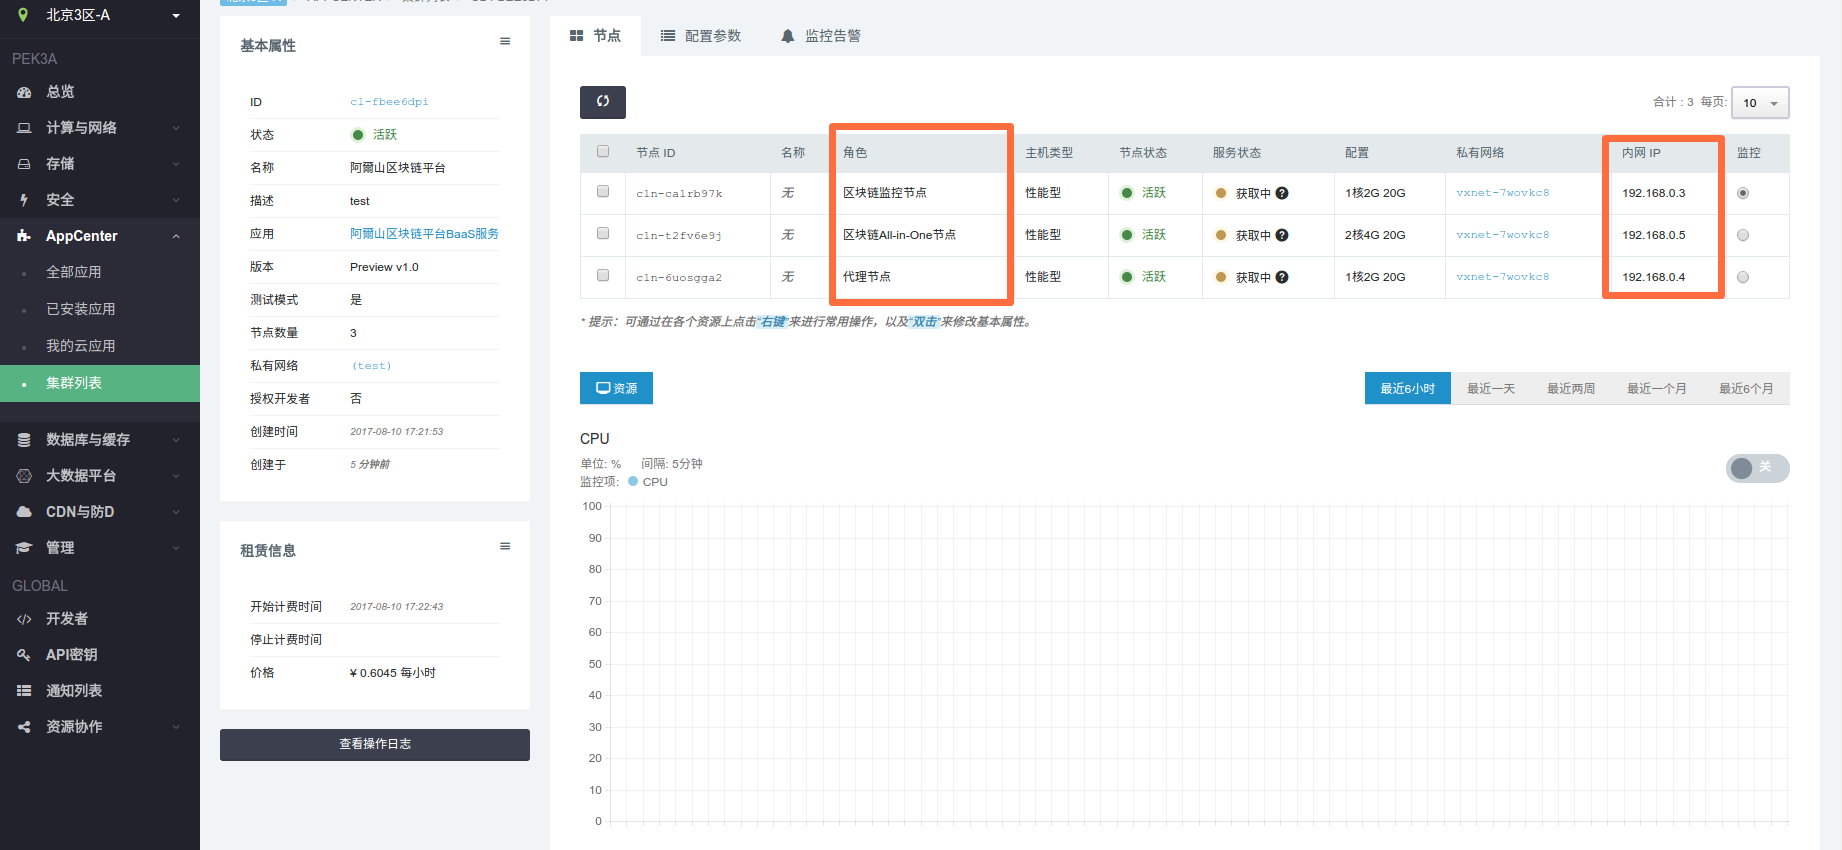 北京3区-A
PEK3A
总览
计算与网络
存储
安全
AppCenter
全部应用
已安装应用
我的云应用
集群列表
数据库与缓存
大数据平台
CDN与防D
管理
GLOBAL
开发者
API密钥
通知列表
资源协作
基本属性
ID cl-fbee6dpi
状态 活跃
名称 阿爾山区块链平台
描述 test
应用 阿爾山区块链平台BaaS服务
版本 Preview v1.0
测试模式 是
节点数量 3
私有网络 (test)
授权开发者 否
创建时间 2017-08-10 17:21:53
创建于 5 分钟前
租赁信息
开始计费时间 2017-08-10 17:22:43
停止计费时间
价格 ¥ 0.6045 每小时
查看操作日志
节点 配置参数 监控告警
合计 : 3 每页: 10
节点 ID 名称 角色 主机类型 节点状态 服务状态 配置 私有网络 内网 IP 监控
cln-calrb97k 无 区块链监控节点 性能型 活跃 获取中 1核2G 20G vxnet-7wovkc8 192.168.0.3
cln-t2fv6e9j 无 区块链All-in-One节点 性能型 活跃 获取中 2核4G 20G vxnet-7wovkc8 192.168.0.5
cln-6uosgga2 无 代理节点 性能型 活跃 获取中 1核2G 20G vxnet-7wovkc8 192.168.0.4
* 提示：可通过在各个资源上点击“右键”来进行常用操作，以及“双击”来修改基本属性。
资源 最近6小时 最近一天 最近两周 最近一个月 最近6个月
CPU
单位: % 间隔: 5分钟
关
监控项: CPU
100
90
80
70
60
50
40
30
20
10
0